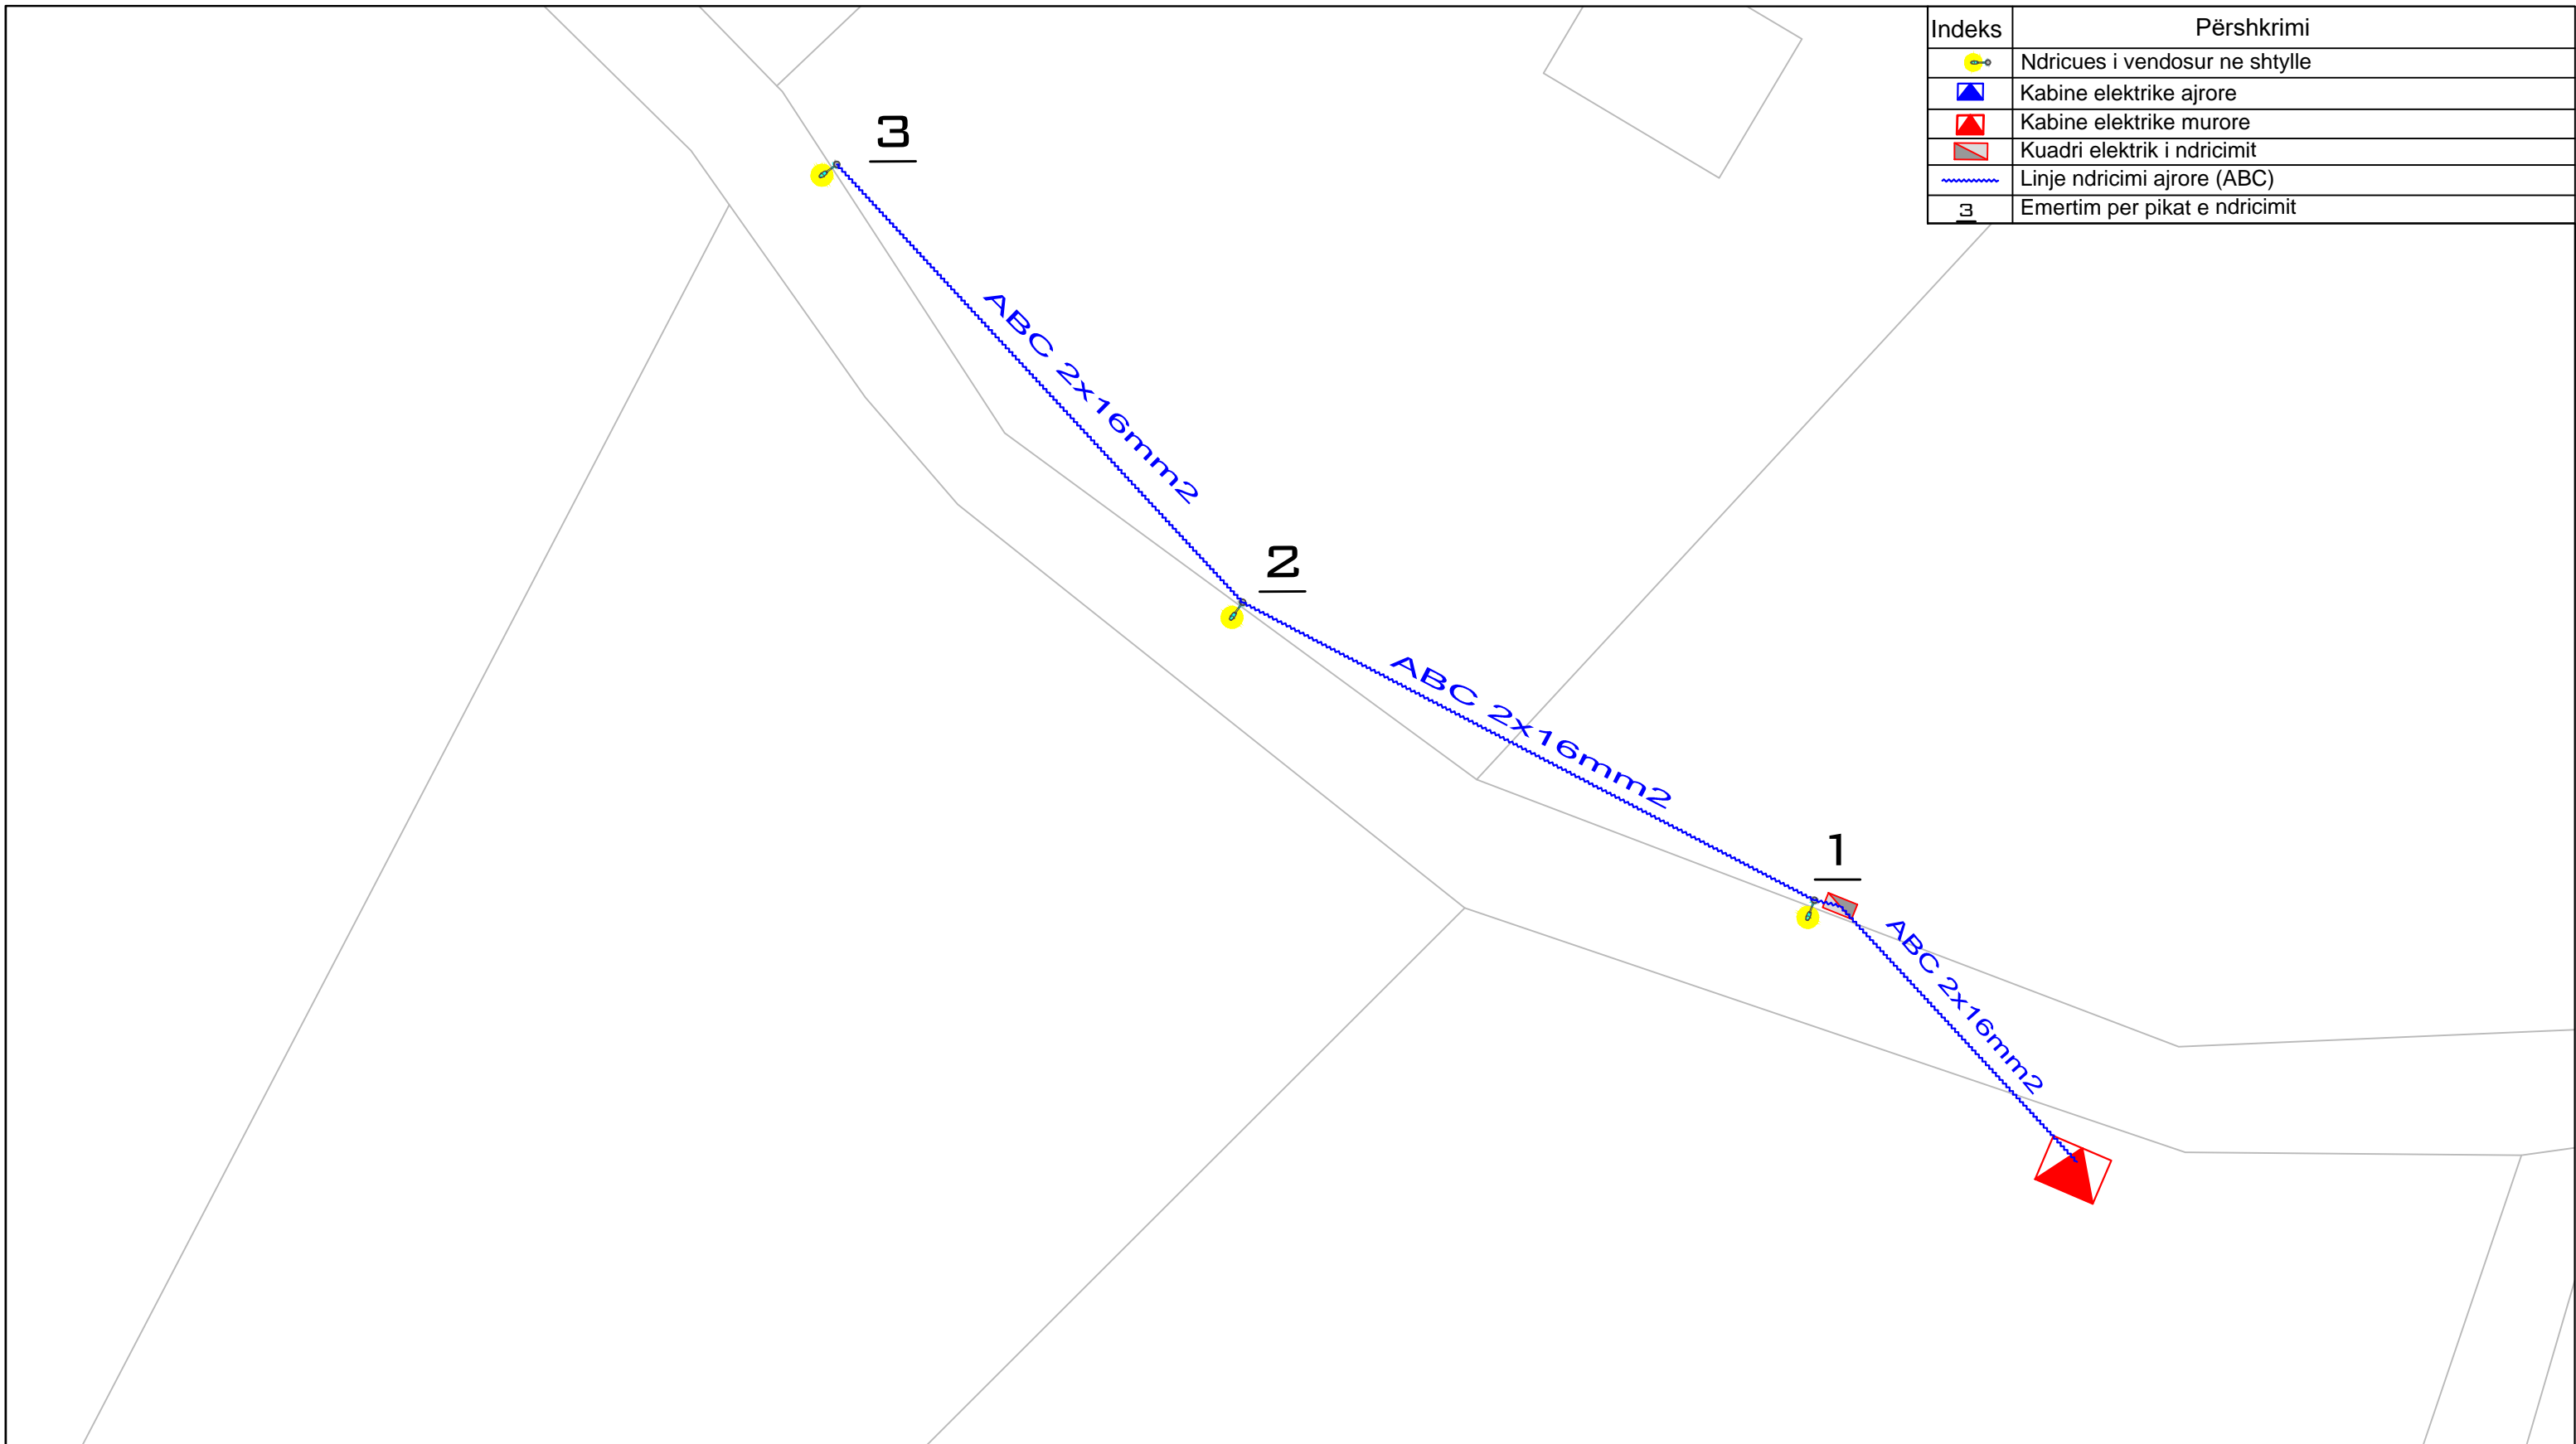 Indeks Përshkrimi
Ndricues i vendosur ne shtylle
Kabine elektrike ajrore
Kabine elektrike murore
Kuadri elektrik i ndricimit
Linje ndricimi ajrore (ABC)
3 Emertim per pikat e ndricimit
3
ABC 2x16mm2
2
ABC 2x16mm2
1
ABC 2x16mm2